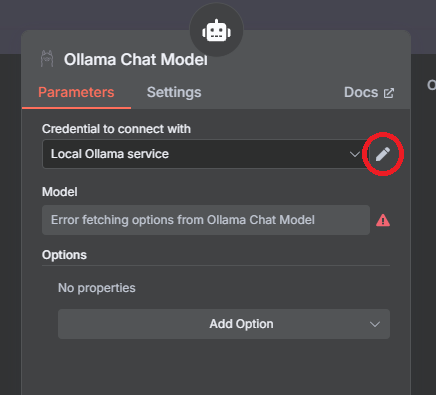 Ollama Chat Model
Parameters Settings Docs
Credential to connect with
Local Ollama service
Model
Error fetching options from Ollama Chat Model
Options
No properties
Add Option